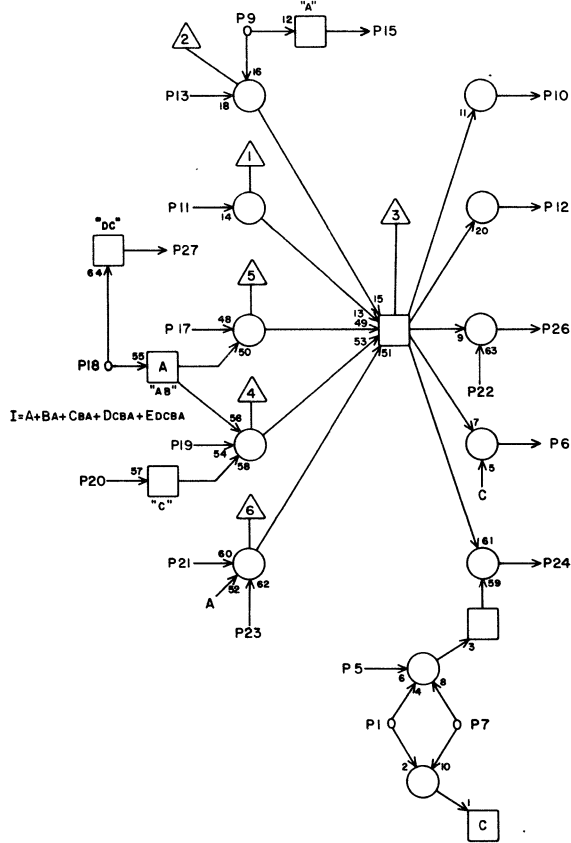 P9 12 "A" P15
2
16
P13 18
11 P10
1
P11 14
3
20 P12
"DC"
64 P27
5
15
13
48 49
P17 50
53 51
9 63 P26
P18 55 A
"AB"
P22
4
I=A+BA+CBA+DCBA+EDCBA
56
P19 54 58
7 5 P6
P20 57
"C"
C
6
P21 60
52 62
A
P23
61
59 P24
3
P5 6 4 8
P1 P7
2 10
1
C